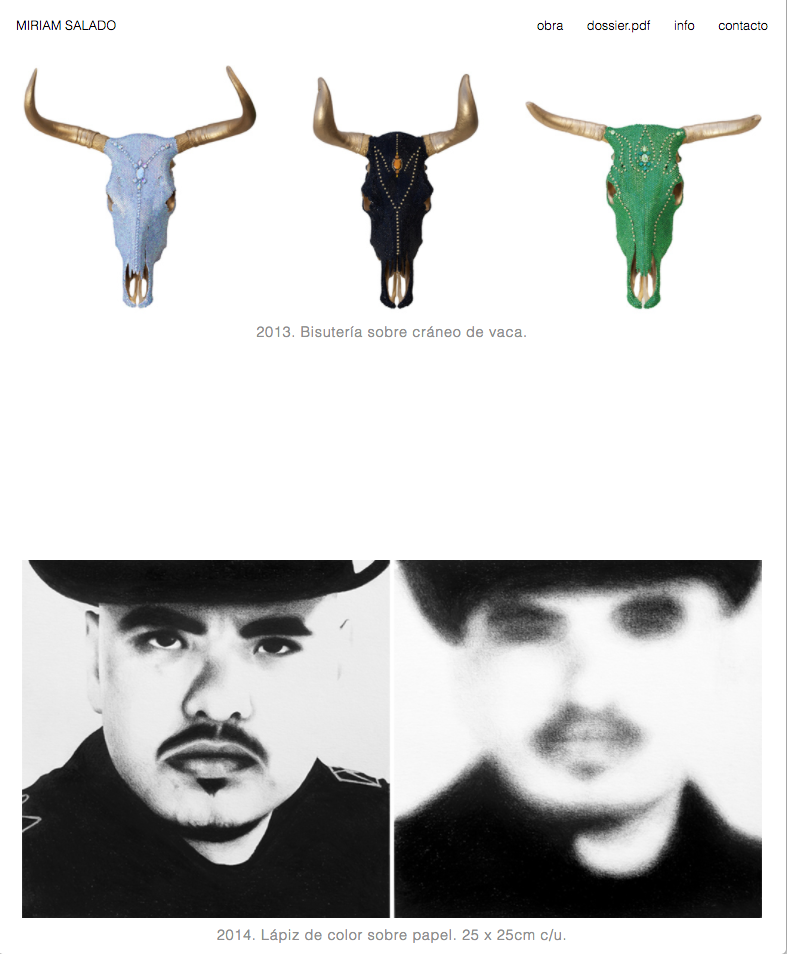 MIRIAM SALADO obra dossier.pdf info contacto
2013. Bisutería sobre cráneo de vaca.
2014. Lápiz de color sobre papel. 25 x 25cm c/u.